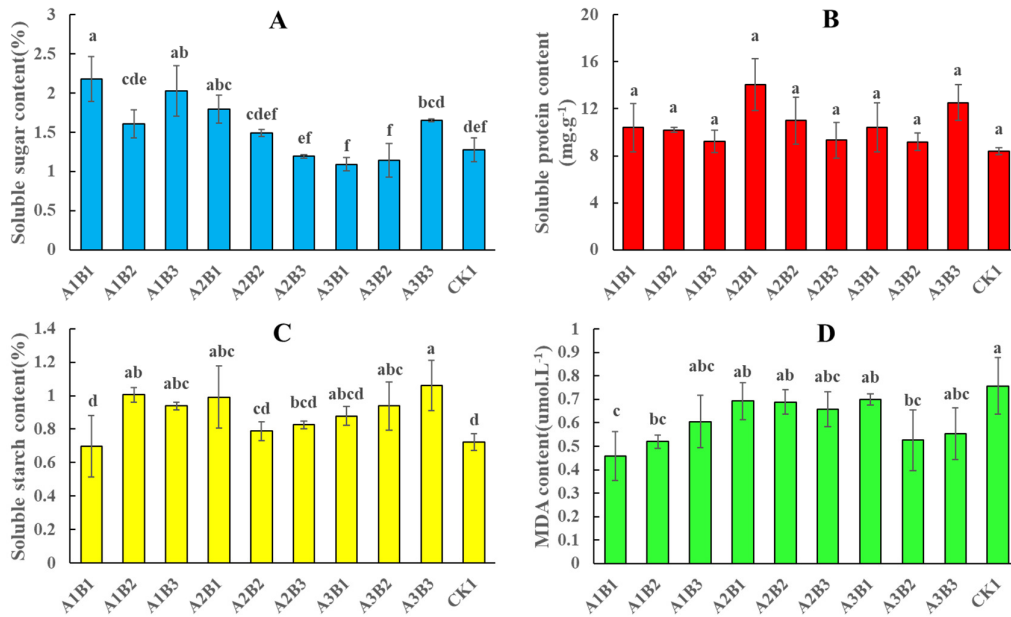 A
Soluble sugar content(%)
3
2.5
2
1.5
1
0.5
0
a
cde
ab
abc
cdef
ef
f
f
bcd
def
A1B1
A1B2
A1B3
A2B1
A2B2
A2B3
A3B1
A3B2
A3B3
CK1
B
Soluble protein content
(mg.g-1)
20
16
12
8
4
0
a
a
a
a
a
a
a
a
a
a
A1B1
A1B2
A1B3
A2B1
A2B2
A2B3
A3B1
A3B2
A3B3
CK1
C
Soluble starch content(%)
1.4
1.2
1
0.8
0.6
0.4
0.2
0
d
ab
abc
abc
cd
bcd
abcd
abc
a
d
A1B1
A1B2
A1B3
A2B1
A2B2
A2B3
A3B1
A3B2
A3B3
CK1
D
MDA content(umol.L-1)
1
0.9
0.8
0.7
0.6
0.5
0.4
0.3
0.2
0.1
0
c
bc
abc
ab
ab
abc
ab
bc
abc
a
A1B1
A1B2
A1B3
A2B1
A2B2
A2B3
A3B1
A3B2
A3B3
CK1